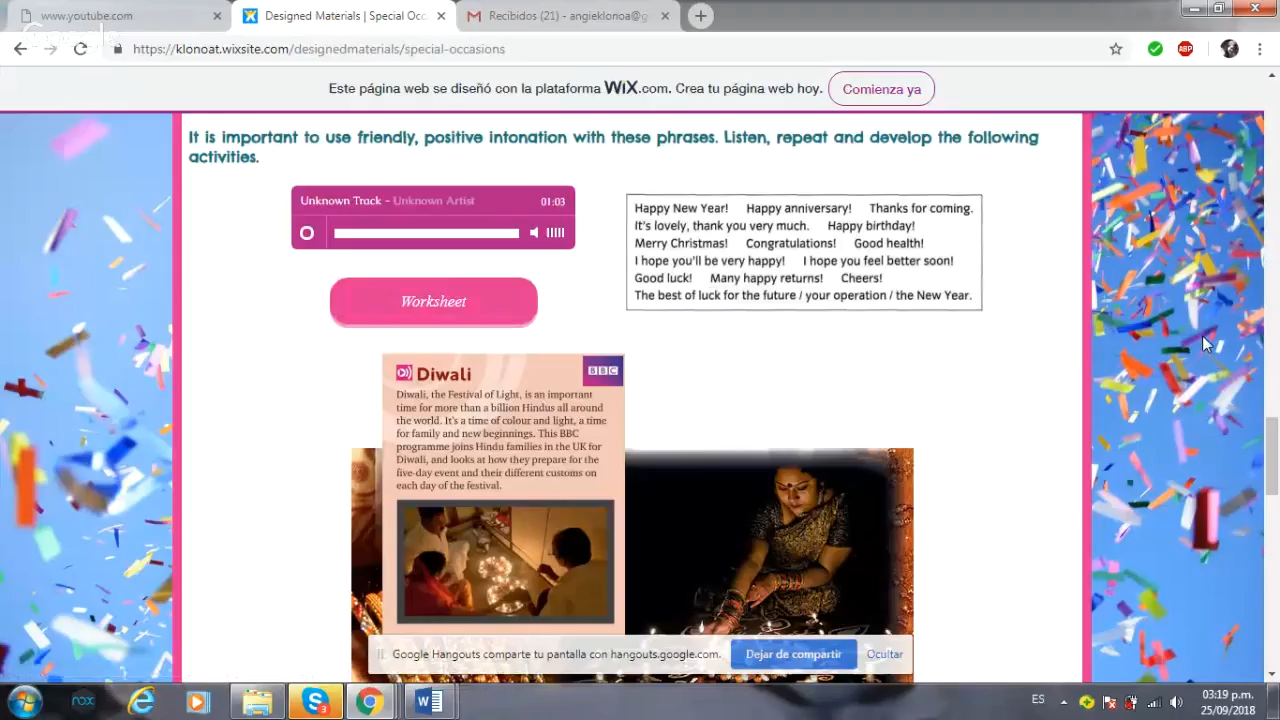 www.youtube.com
Designed Materials | Special Occ
Recibidos (21) - angieklonoa@g
https://klonoat.wixsite.com/designedmaterials/special-occasions
ABP
Este página web se diseñó con la plataforma WiX.com. Crea tu página web hoy.
Comienza ya
It is important to use friendly, positive intonation with these phrases. Listen, repeat and develop the following
activities.
Unknown Track - Unknown Artist
01:03
Worksheet
Happy New Year! Happy anniversary! Thanks for coming.
It's lovely, thank you very much. Happy birthday!
Merry Christmas! Congratulations! Good health!
I hope you'll be very happy! I hope you feel better soon!
Good luck! Many happy returns! Cheers!
The best of luck for the future / your operation / the New Year.
Diwali
BBC
Diwali, the Festival of Light, is an important
time for more than a billion Hindus all around
the world. It's a time of colour and light, a time
for family and new beginnings. This BBC
programme joins Hindu families in the UK for
Diwali, and looks at how they prepare for the
five-day event and their different customs on
each day of the festival.
Google Hangouts comparte tu pantalla con hangouts.google.com.
Dejar de compartir
Ocultar
nox
3
ES
03:19 p.m.
25/09/2018